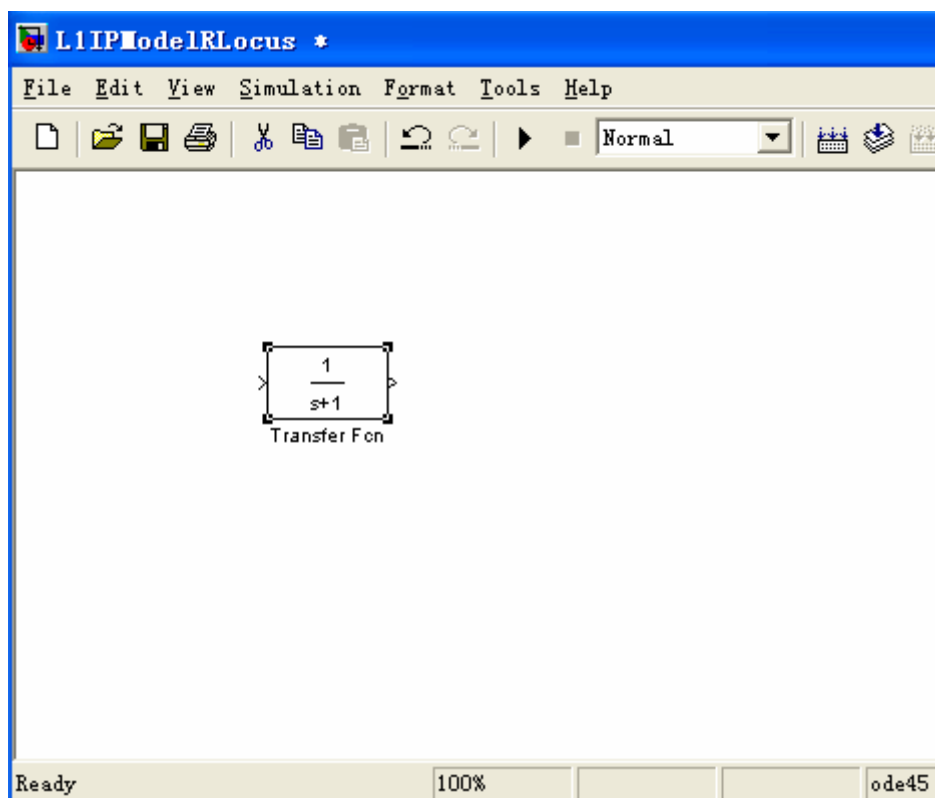 L1IPModelRLocus *
File Edit View Simulation Format Tools Help
Normal
1
s+1
Transfer Fcn
Ready 100% ode45